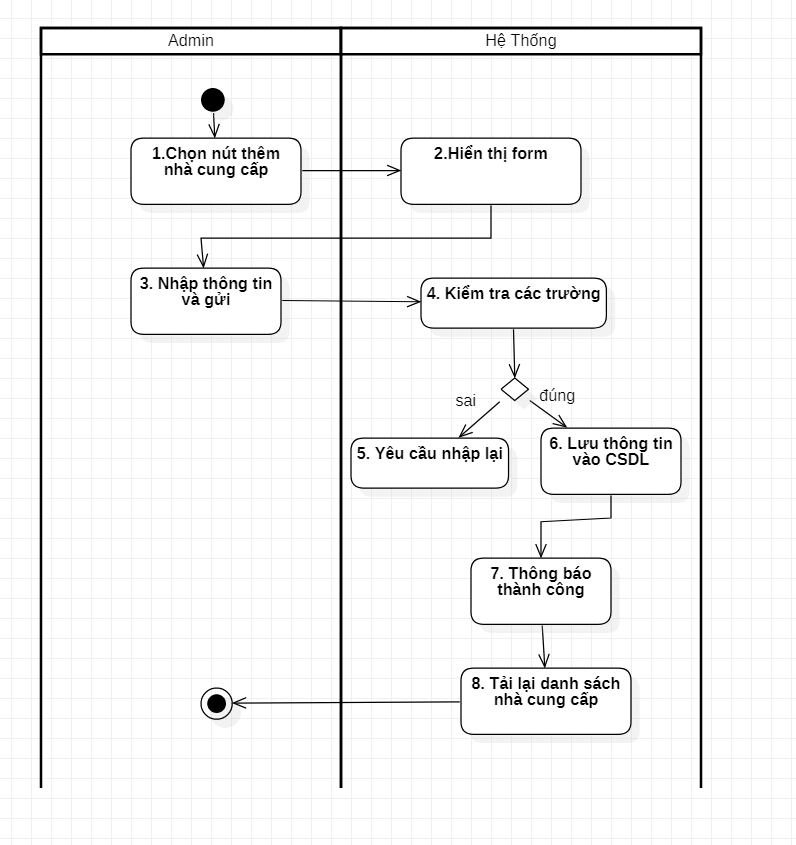 Admin
Hệ Thống
1.Chọn nút thêm
nhà cung cấp
2.Hiển thị form
3. Nhập thông tin
và gửi
4. Kiểm tra các trường
sai
đúng
5. Yêu cầu nhập lại
6. Lưu thông tin
vào CSDL
7. Thông báo
thành công
8. Tải lại danh sách
nhà cung cấp